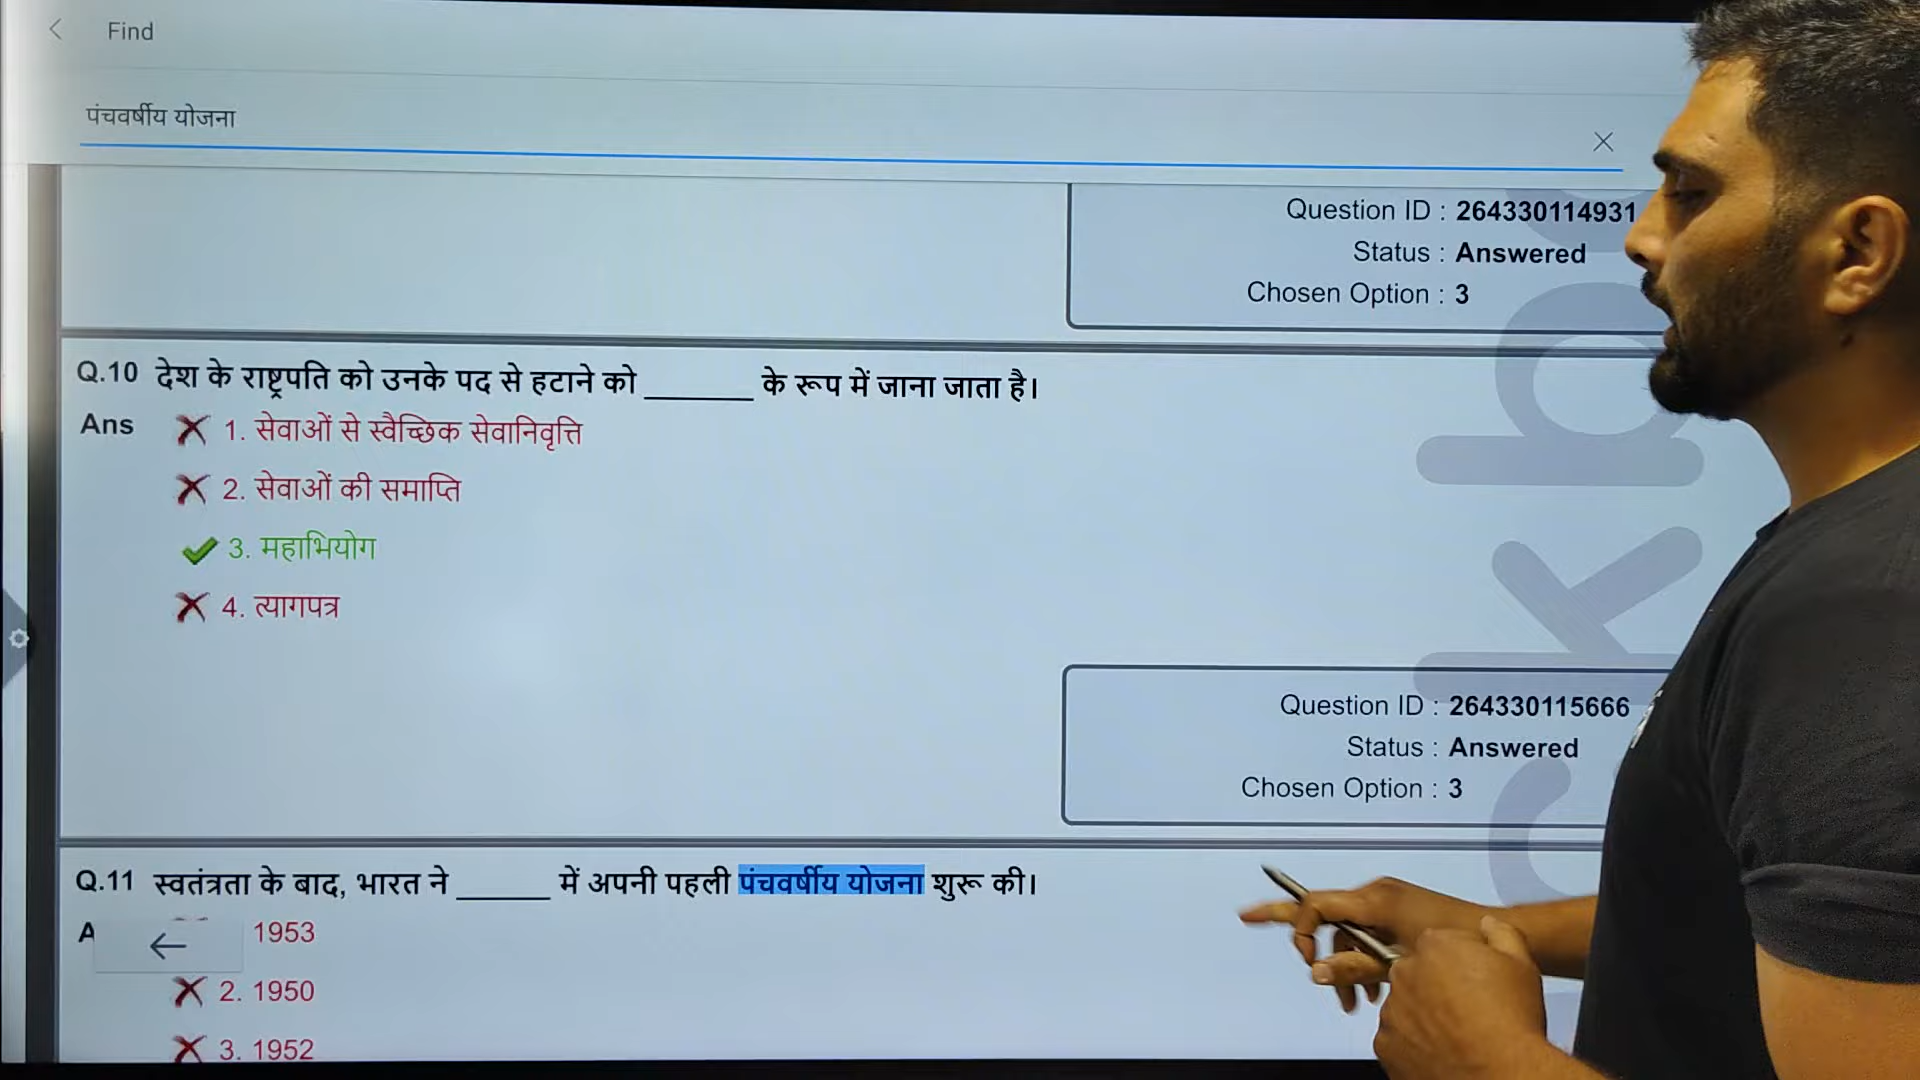 Find
पंचवर्षीय योजना
Question ID : 264330114931
Status : Answered
Chosen Option : 3
Q.10 देश के राष्ट्रपति को उनके पद से हटाने को _______ के रूप में जाना जाता है।
Ans 1. सेवाओं से स्वैच्छिक सेवानिवृत्ति
2. सेवाओं की समाप्ति
3. महाभियोग
4. त्यागपत्र
Question ID : 264330115666
Status : Answered
Chosen Option : 3
Q.11 स्वतंत्रता के बाद, भारत ने ______ में अपनी पहली पंचवर्षीय योजना शुरू की।
A 1953
2. 1950
3. 1952